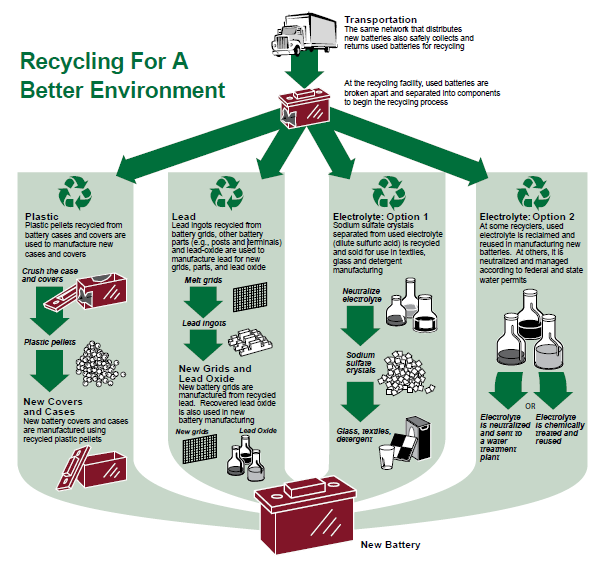 Recycling For A
Better Environment
Transportation
The same network that distributes
new batteries also safely collects and
returns used batteries for recycling
At the recycling facility, used batteries are
broken apart and separated into components
to begin the recycling process
Plastic
Plastic pellets recycled from
battery cases and covers are
used to manufacture new
cases and covers
Crush the case
and covers
Plastic pellets
New Covers
and Cases
New battery covers and cases
are manufactured using
recycled plastic pellets
Lead
Lead ingots recycled from
battery grids, other battery
parts (e.g., posts and terminals)
and lead-oxide are used to
manufacture lead for new
grids, parts, and lead oxide
Melt grids
Lead ingots
New Grids and
Lead Oxide
New battery grids are
manufactured from recycled
lead. Recovered lead oxide
is also used in new
battery manufacturing
New grids
Lead Oxide
Electrolyte: Option 1
Sodium sulfate crystals
separated from used electrolyte
(dilute sulfuric acid) is recycled
and sold for use in textiles,
glass and detergent
manufacturing
Neutralize
electrolyte
Sodium
sulfate
crystals
Glass, textiles,
detergent
Electrolyte: Option 2
At some recyclers, used
electrolyte is reclaimed and
reused in manufacturing new
batteries. At others, it is
neutralized and managed
according to federal and state
water permits
OR
Electrolyte
is neutralized
and sent to
a water
treatment
plant
Electrolyte
is chemically
treated and
reused
New Battery